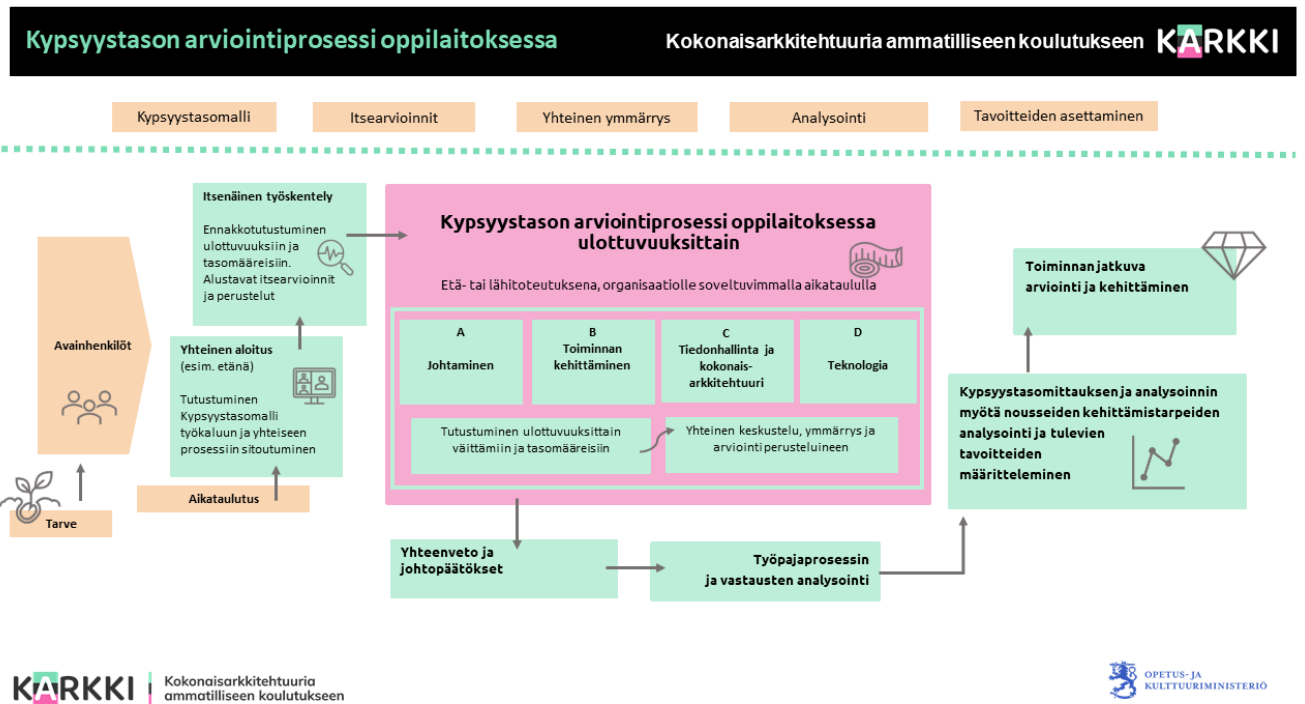 Kypsyystason arviointiprosessi oppilaitoksessa
Kokonaisarkkitehtuuria ammatilliseen koulutukseen KARKKI
Kypsyystasomalli
Itsearvioinnit
Yhteinen ymmärrys
Analysointi
Tavoitteiden asettaminen
Tarve
Avainhenkilöt
Aikataulutus
Yhteinen aloitus
(esim. etänä)
Tutustuminen
Kypsyystasomalli
työkaluun ja yhteiseen
prosessiin sitoutuminen
Itsenäinen työskentely
Ennakkotutustuminen
ulottuvuuksiin ja
tasomääreisiin.
Alustavat itsearvioinnit
ja perustelut
Kypsyystason arviointiprosessi oppilaitoksessa
ulottuvuuksittain
Etä- tai lähitoteutuksena, organisaatiolle soveltuvimmalla aikataululla
A
Johtaminen
B
Toiminnan
kehittäminen
C
Tiedonhallinta ja
kokonais-
arkkitehtuuri
D
Teknologia
Tutustuminen ulottuvuuksittain
väittämiin ja tasomääreisiin
Yhteinen keskustelu, ymmärrys ja
arviointi perusteluineen
Yhteenveto ja
johtopäätökset
Työpajaprosessin
ja vastausten analysointi
Kypsyystasomittauksen ja analysoinnin
myötä nousseiden kehittämistarpeiden
analysointi ja tulevien
tavoitteiden
määritteleminen
Toiminnan jatkuva
arviointi ja kehittäminen
KARKKI
Kokonaisarkkitehtuuria
ammatilliseen koulutukseen
OPETUS- JA
KULTTUURIMINISTERIÖ